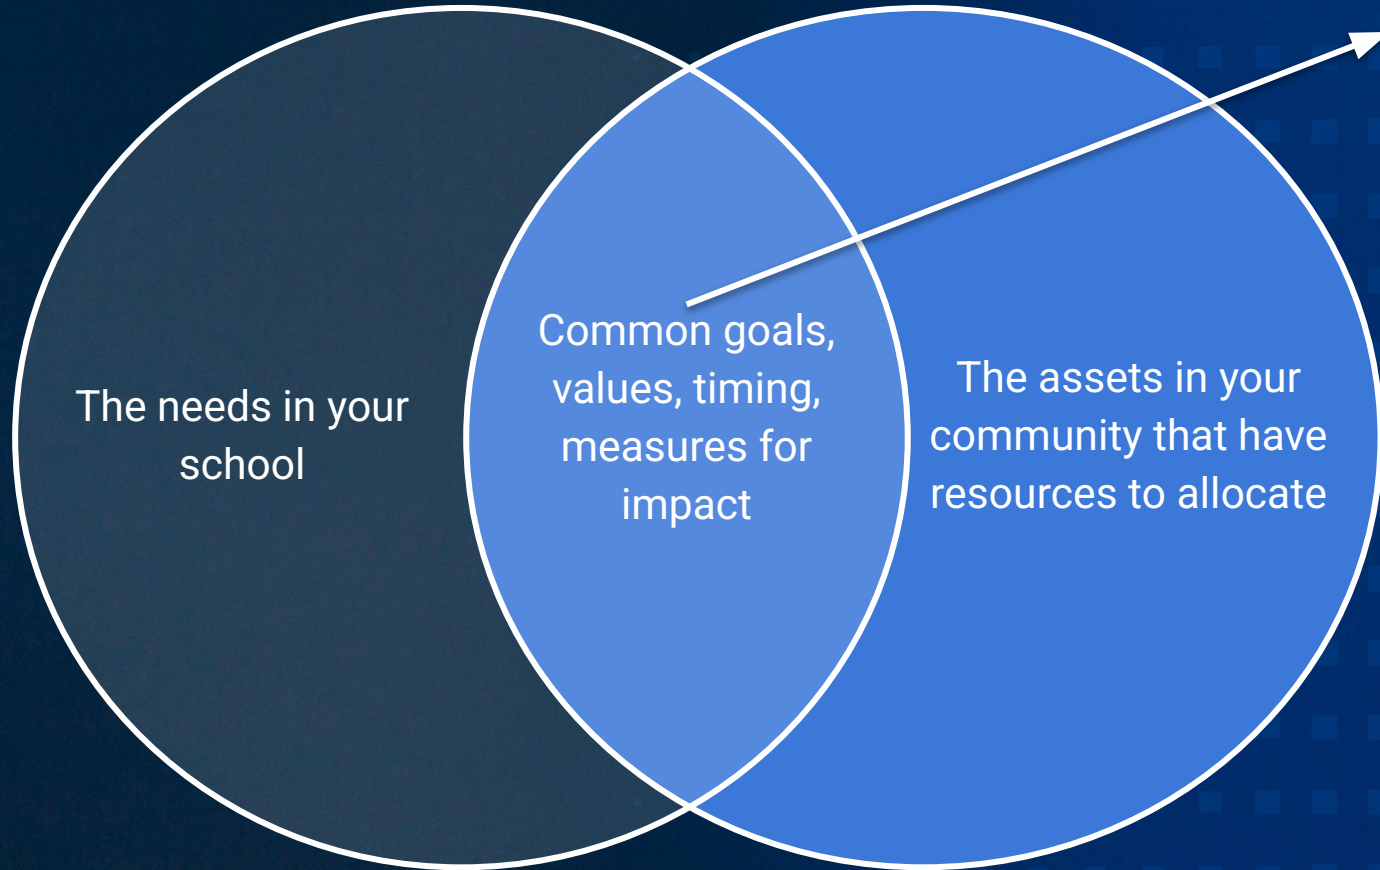 The needs in your
school
Common goals,
values, timing,
measures for
impact
The assets in your
community that have
resources to allocate